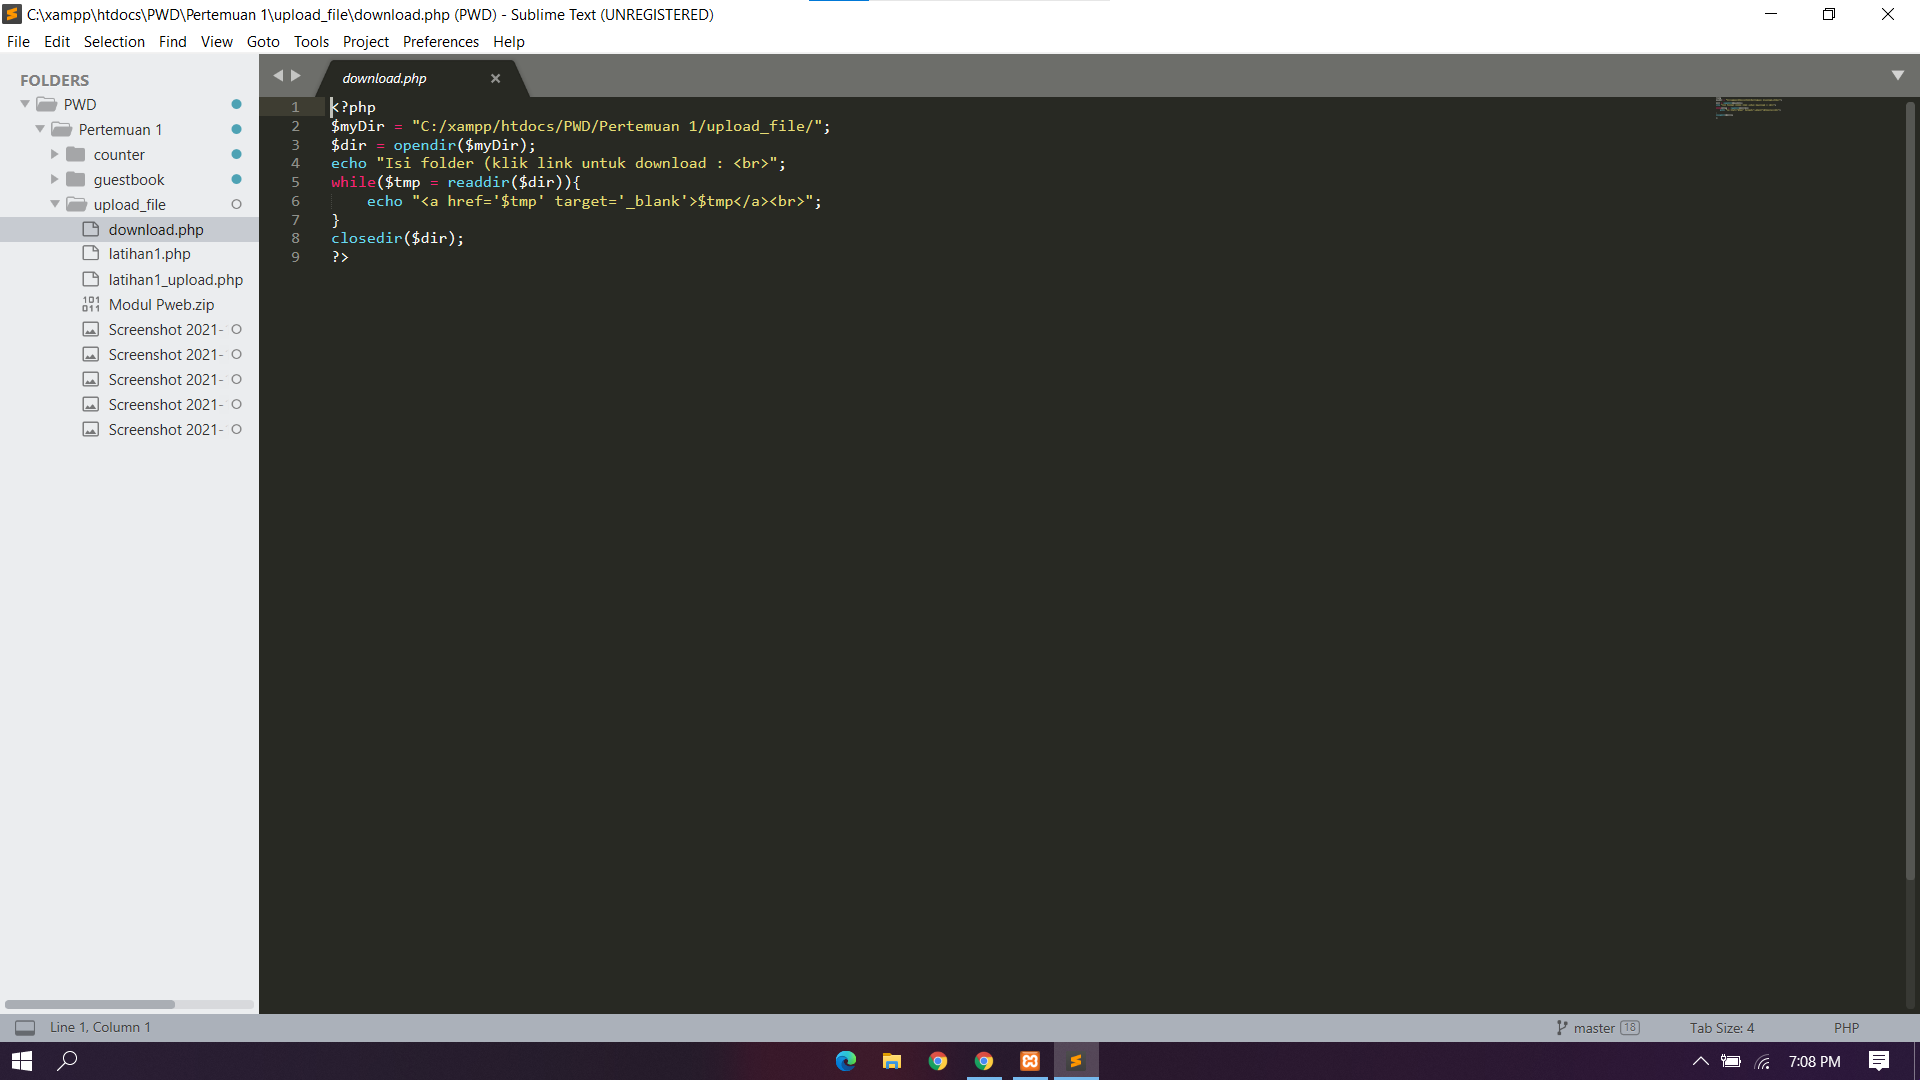 C:\xampp\htdocs\PWD\Pertemuan 1\upload_file\download.php (PWD) - Sublime Text (UNREGISTERED)
File Edit Selection Find View Goto Tools Project Preferences Help
FOLDERS
PWD
Pertemuan 1
counter
guestbook
upload_file
download.php
latihan1.php
latihan1_upload.php
Modul Pweb.zip
Screenshot 2021-
Screenshot 2021-
Screenshot 2021-
Screenshot 2021-
Screenshot 2021-
download.php
1 <?php
2 $myDir = "C:/xampp/htdocs/PWD/Pertemuan 1/upload_file/";
3 $dir = opendir($myDir);
4 echo "Isi folder (klik link untuk download : <br>";
5 while($tmp = readdir($dir)){
6     echo "<a href='$tmp' target='_blank'>$tmp</a><br>";
7 }
8 closedir($dir);
9 ?>
Line 1, Column 1
master 18
Tab Size: 4
PHP
7:08 PM